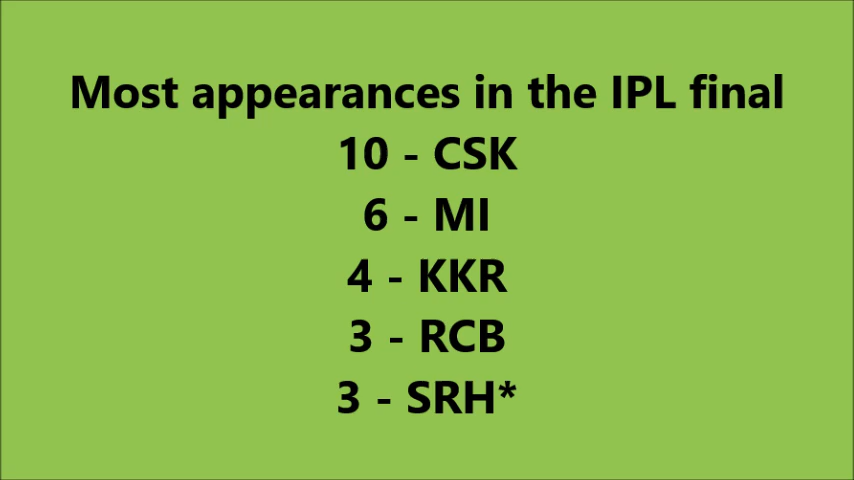 Most appearances in the IPL final
10 - CSK
6 - MI
4 - KKR
3 - RCB
3 - SRH*